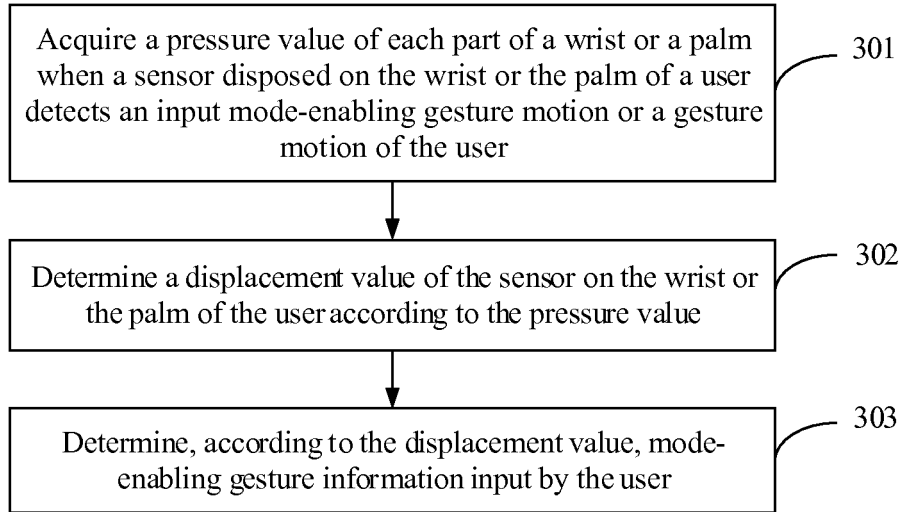 Acquire a pressure value of each part of a wrist or a palm
when a sensor disposed on the wrist or the palm of a user
detects an input mode-enabling gesture motion or a gesture
motion of the user
301
Determine a displacement value of the sensor on the wrist or
the palm of the user according to the pressure value
302
Determine, according to the displacement value, mode-
enabling gesture information input by the user
303